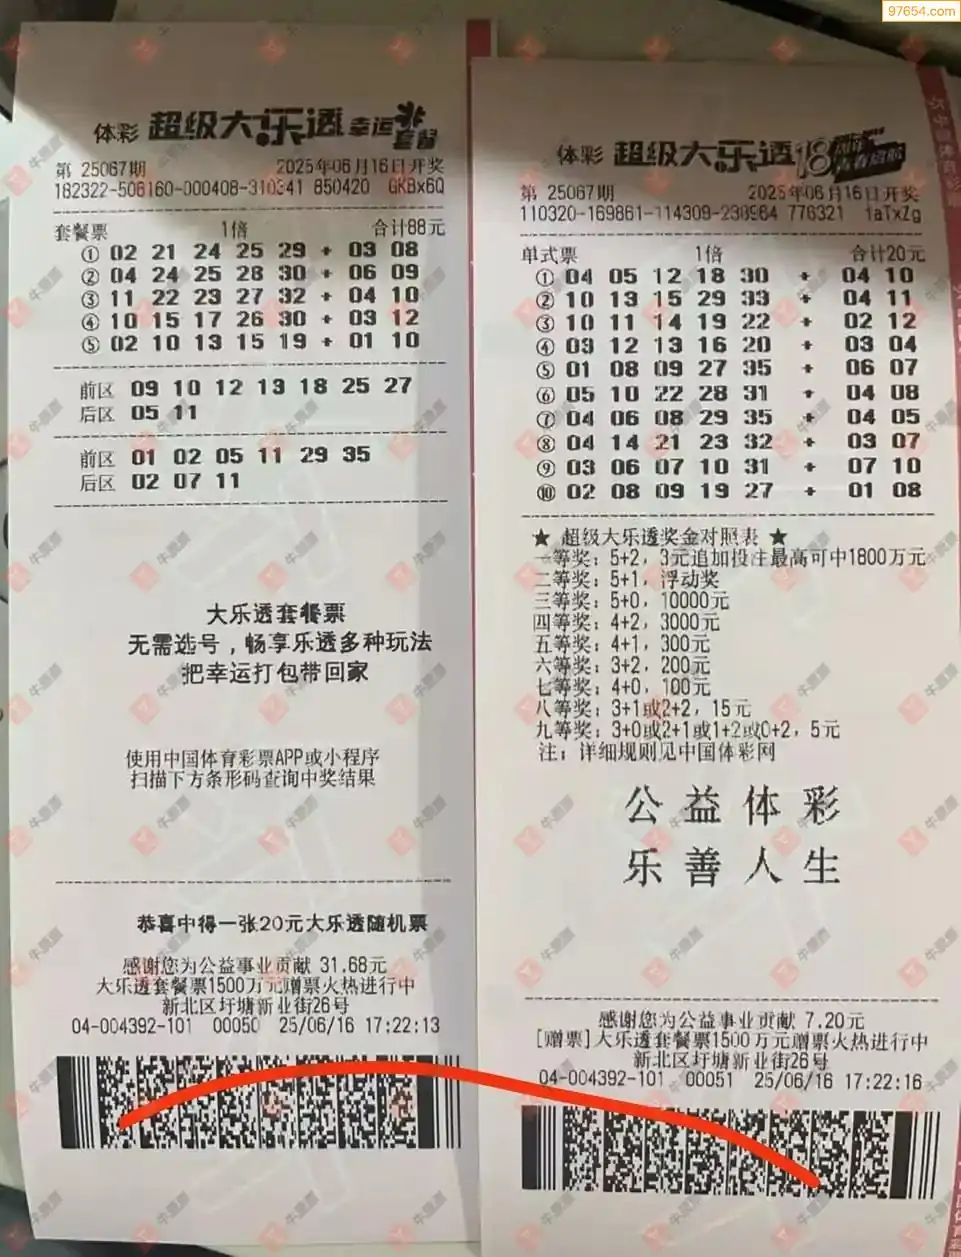 97654.com
体彩 超级大乐透 幸运 套餐
第 25067期 2025年06月16日开奖
850420 GKBx6Q
套餐票 1倍 合计88元
① 02 21 24 25 29 + 03 08
② 04 24 25 28 30 + 06 09
③ 11 22 23 27 32 + 04 10
④ 10 15 17 26 30 + 03 12
⑤ 02 10 13 15 19 + 01 10
前区 09 10 12 13 18 25 27
后区 05 11
前区 01 02 05 11 29 35
后区 02 07 11
大乐透套餐票
无需选号，畅享乐透多种玩法
把幸运打包带回家
使用中国体育彩票APP或小程序
扫描下方条形码查询中奖结果
恭喜中得一张20元大乐透随机票
感谢您为公益事业贡献 31.68元
大乐透套餐票1500万元赠票火热进行中
新北区圩塘新业街26号
04-004392-101 00050 25/06/16 17:22:13
体彩 超级大乐透 18
第 25067期 2025年06月16日开奖
776321 1aTxZg
单式票 1倍 合计20元
① 04 05 12 18 30 + 04 10
② 10 13 15 29 33 + 04 11
③ 10 11 14 19 22 + 02 12
④ 03 12 13 16 20 + 03 04
⑤ 01 08 09 27 35 + 06 07
⑥ 05 10 22 28 31 + 04 08
⑦ 04 06 08 29 35 + 04 05
⑧ 04 14 21 23 32 + 03 07
⑨ 03 06 07 10 31 + 07 10
⑩ 02 08 09 19 27 + 01 08
★ 超级大乐透奖金对照表 ★
一等奖：5+2，3元追加投注最高可中1800万元
二等奖：5+1，浮动奖
三等奖：5+0，10000元
四等奖：4+2，3000元
五等奖：4+1，300元
六等奖：3+2，200元
七等奖：4+0，100元
八等奖：3+1或2+2，15元
九等奖：3+0或2+1或1+2或0+2，5元
注：详细规则见中国体彩网
公益体彩
乐善人生
感谢您为公益事业贡献 7.20元
[赠票]大乐透套餐票1500万元赠票火热进行中
新北区圩塘新业街26号
04-004392-101 00051 25/06/16 17:22:16